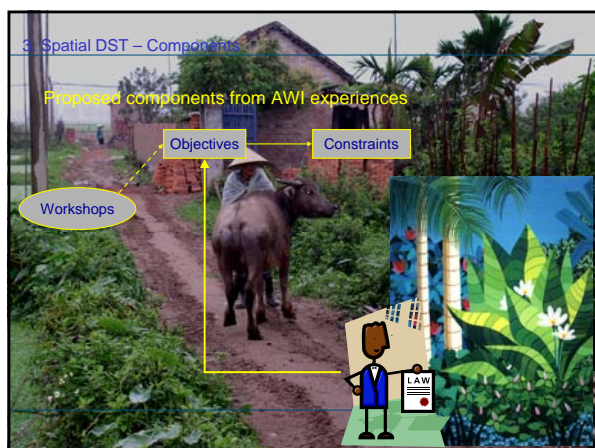 3: Spatial DST – Components
Proposed components from AWI experiences
Objectives
Constraints
Workshops
LAW